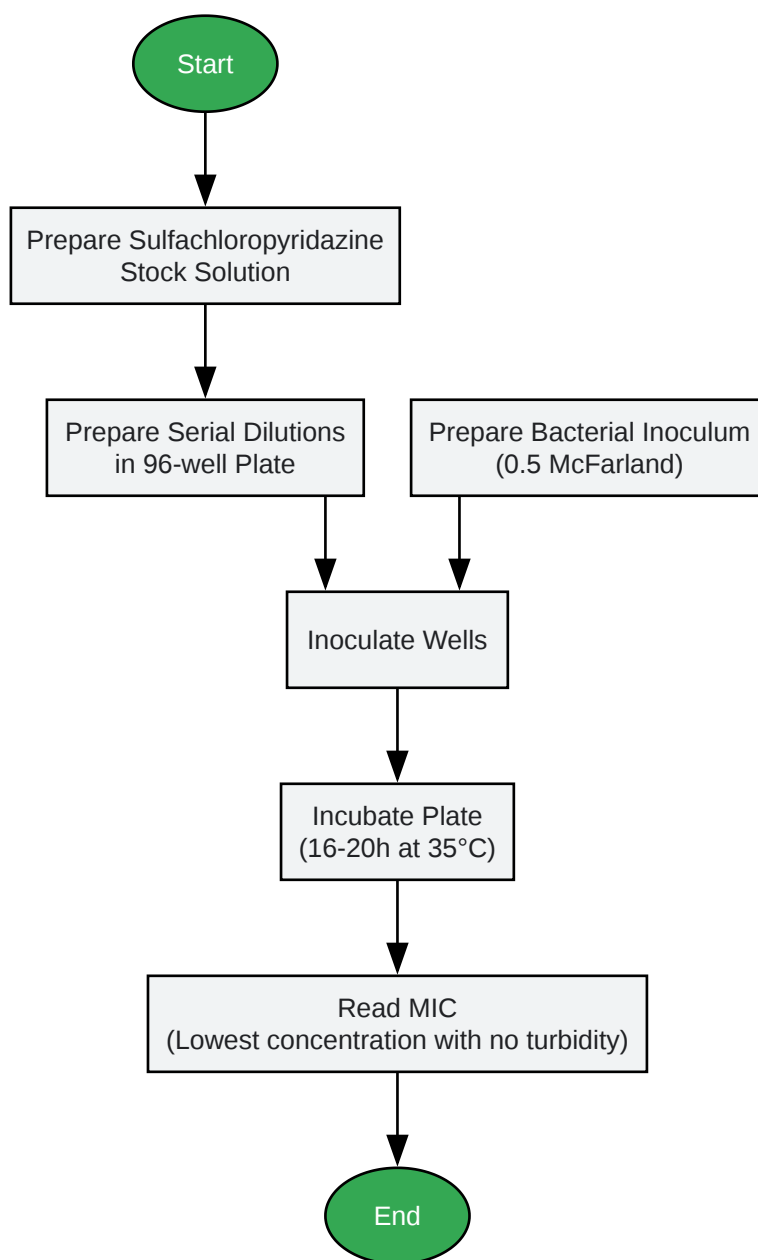 Start
Prepare Sulfachloropyridazine
Stock Solution
Prepare Serial Dilutions
in 96-well Plate
Prepare Bacterial Inoculum
(0.5 McFarland)
Inoculate Wells
Incubate Plate
(16-20h at 35°C)
Read MIC
(Lowest concentration with no turbidity)
End